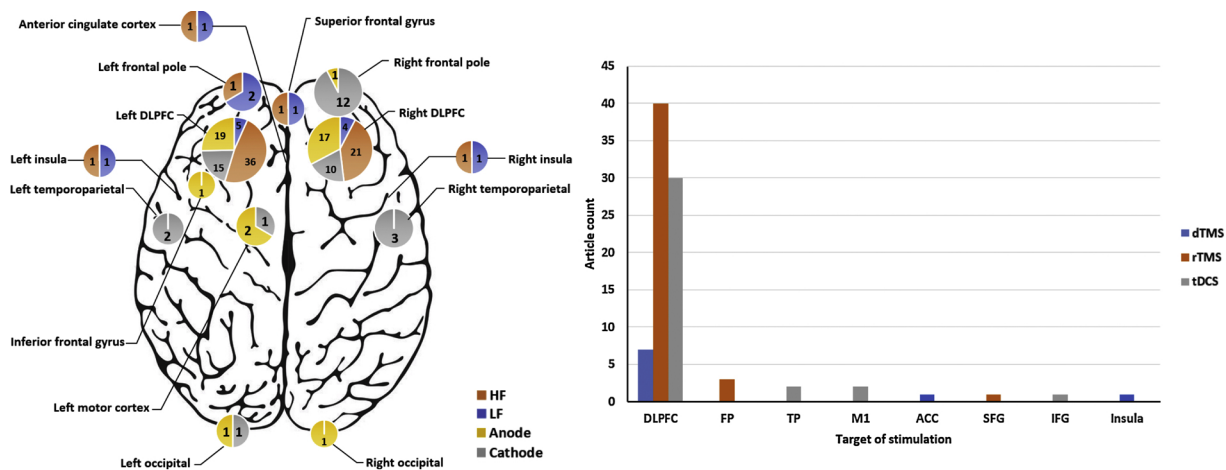 Anterior cingulate cortex
1 1
Superior frontal gyrus
Left frontal pole
1 2
Right frontal pole
1
12
1 1
Left DLPFC
19 5
15 36
Right DLPFC
17 4
10 21
Left insula
1 1
Right insula
1 1
Left temporoparietal
2
1
Right temporoparietal
3
2 1
Inferior frontal gyrus
Left motor cortex
Left occipital
1 1
Right occipital
1
HF
LF
Anode
Cathode
45
40
35
30
25
20
15
10
5
0
Article count
DLPFC FP TP M1 ACC SFG IFG Insula
Target of stimulation
dTMS
rTMS
tDCS